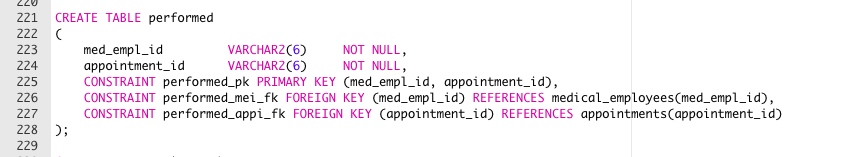 220
221 CREATE TABLE performed
222 (
223     med_empl_id         VARCHAR2(6)     NOT NULL,
224     appointment_id      VARCHAR2(6)     NOT NULL,
225     CONSTRAINT performed_pk PRIMARY KEY (med_empl_id, appointment_id),
226     CONSTRAINT performed_mei_fk FOREIGN KEY (med_empl_id) REFERENCES medical_employees(med_empl_id),
227     CONSTRAINT performed_appi_fk FOREIGN KEY (appointment_id) REFERENCES appointments(appointment_id)
228 );
229